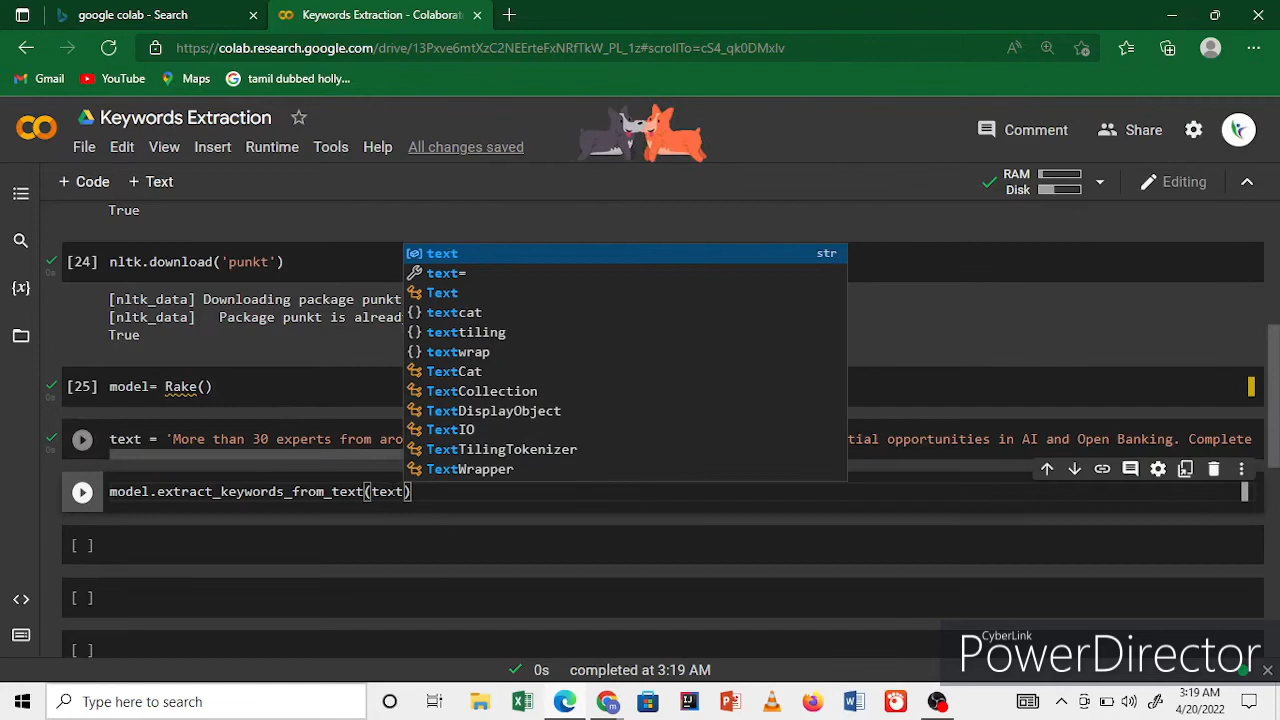 google colab - Search
Keywords Extraction - Colaborat
https://colab.research.google.com/drive/13Pxve6mtXzC2NEErteFxNRfTkW_PL_1z#scrollTo=cS4_qk0DMxlv
Gmail YouTube Maps tamil dubbed holly...
Keywords Extraction
File Edit View Insert Runtime Tools Help All changes saved
Comment Share
+ Code + Text
RAM
Disk
Editing
True
[24] nltk.download('punkt')
[nltk_data] Downloading package punkt
[nltk_data] Package punkt is already
True
[25] model= Rake()
text = 'More than 30 experts from aro
tial opportunities in AI and Open Banking. Complete
model.extract_keywords_from_text(text)
text str
text=
Text
textcat
texttiling
textwrap
TextCat
TextCollection
TextDisplayObject
TextIO
TextTilingTokenizer
TextWrapper
[ ]
[ ]
[ ]
0s completed at 3:19 AM
CyberLink
PowerDirector
Type here to search
3:19 AM
4/20/2022